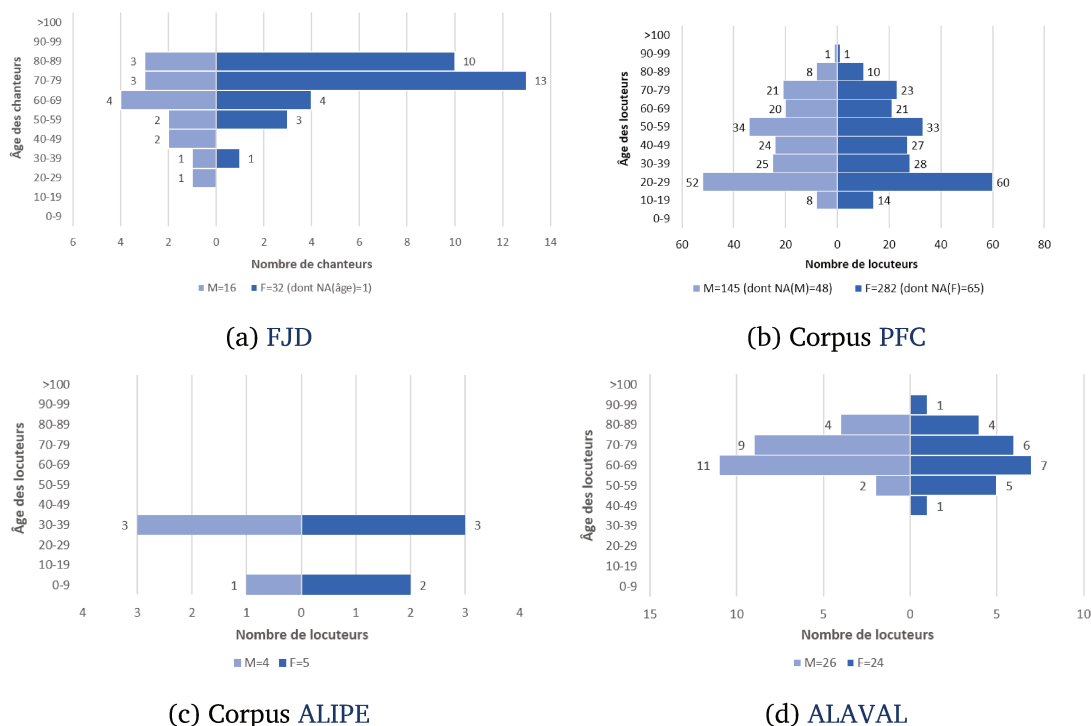 >100
90-99
80-89 3 10
70-79 3 13
60-69 4 4
50-59 2 3
40-49 2
30-39 1 1
20-29 1
10-19
0-9
Âge des chanteurs
6 4 2 0 2 4 6 8 10 12 14
Nombre de chanteurs
M=16 F=32 (dont NA(âge)=1)
(a) FJD
>100
90-99 1 1
80-89 8 10
70-79 21 23
60-69 20 21
50-59 34 33
40-49 24 27
30-39 25 28
20-29 52 60
10-19 8 14
0-9
Âge des locuteurs
60 40 20 0 20 40 60 80
Nombre de locuteurs
M=145 (dont NA(M)=48) F=282 (dont NA(F)=65)
(b) Corpus PFC
>100
90-99
80-89
70-79
60-69
50-59
40-49
30-39 3 3
20-29
10-19
0-9 1 2
Âge des locuteurs
4 3 2 1 0 1 2 3 4
Nombre de locuteurs
M=4 F=5
(c) Corpus ALIPE
>100
90-99 1
80-89 4 4
70-79 9 6
60-69 11 7
50-59 2 5
40-49 1
30-39
20-29
10-19
0-9
Âge des locuteurs
15 10 5 0 5 10
Nombre de locuteurs
M=26 F=24
(d) ALAVAL